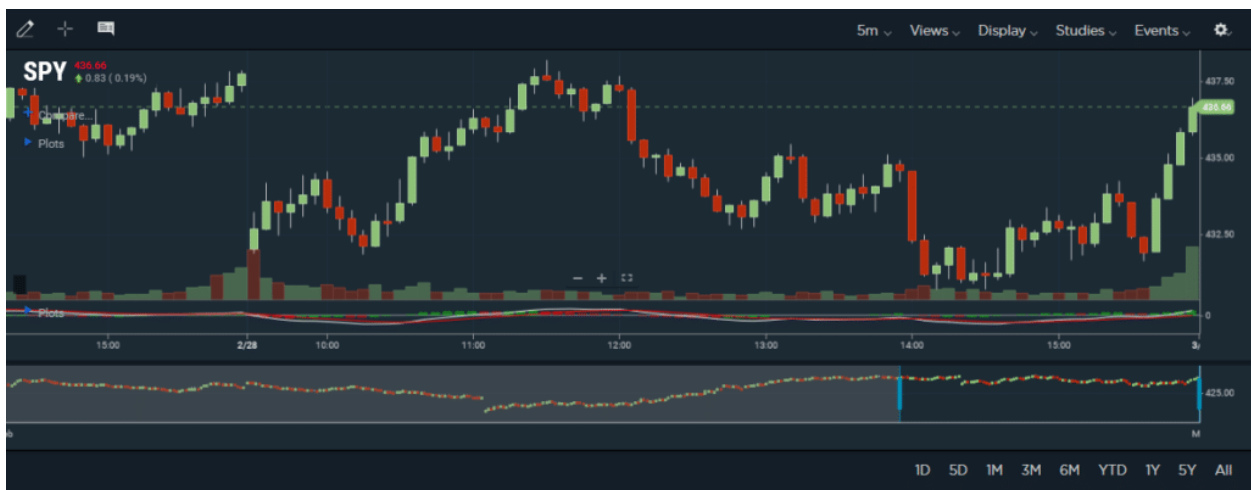 5m Views Display Studies Events
SPY 436.66
0.83 (0.19%)
437.50
436.66
Compare...
Plots
435.00
432.50
Plots
0
15:00 2/28 10:00 11:00 12:00 13:00 14:00 15:00 3/
425.00
M
1D 5D 1M 3M 6M YTD 1Y 5Y All